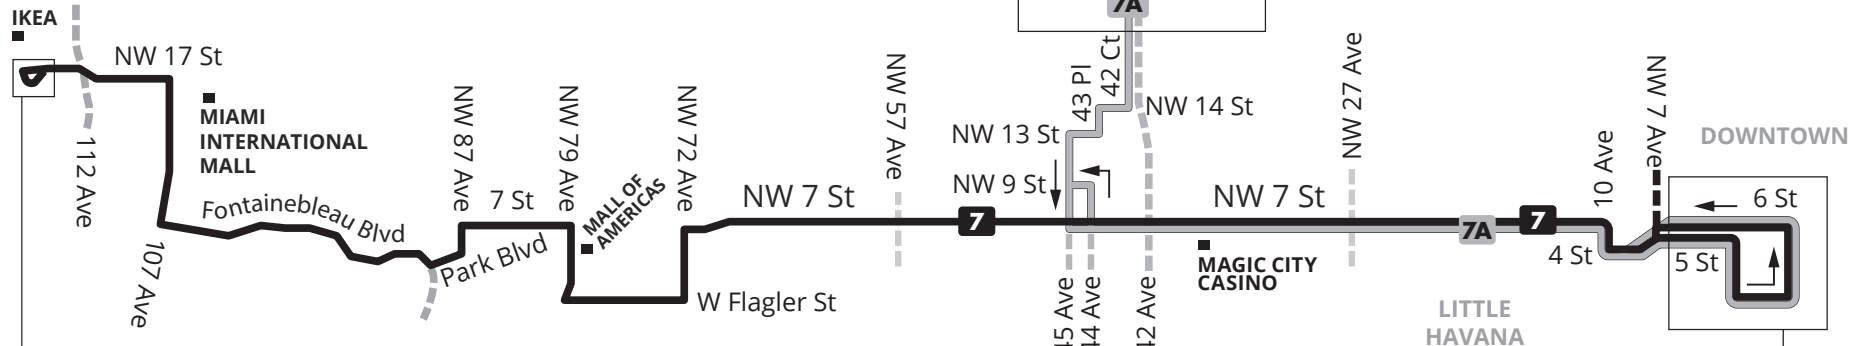 IKEA
NW 17 St
112 Ave
MIAMI
INTERNATIONAL
MALL
107 Ave
Fontainebleau Blvd
NW 87 Ave
7 St
Park Blvd
NW 79 Ave
MALL OF
AMERICAS
NW 72 Ave
W Flagler St
NW 7 St
NW 57 Ave
7
7A
42 Ct
43 Pl
NW 14 St
NW 13 St
NW 9 St
45 Ave
44 Ave
42 Ave
NW 7 St
MAGIC CITY
CASINO
NW 27 Ave
7A
7
LITTLE
HAVANA
10 Ave
4 St
NW 7 Ave
DOWNTOWN
6 St
5 St